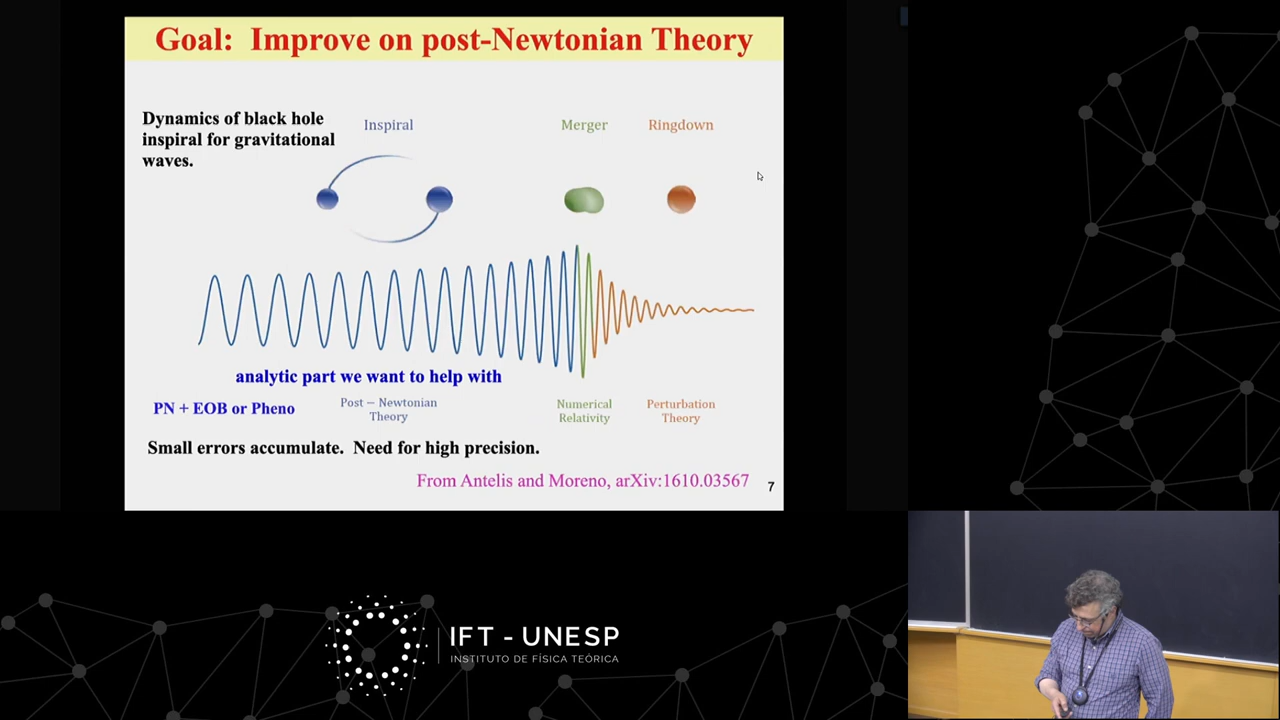 Goal:  Improve on post-Newtonian Theory
Dynamics of black hole
inspiral for gravitational
waves.
Inspiral
Merger
Ringdown
analytic part we want to help with
PN + EOB or Pheno
Post − Newtonian
Theory
Numerical
Relativity
Perturbation
Theory
Small errors accumulate.  Need for high precision.
From Antelis and Moreno, arXiv:1610.03567
7
IFT - UNESP
INSTITUTO DE FÍSICA TEÓRICA